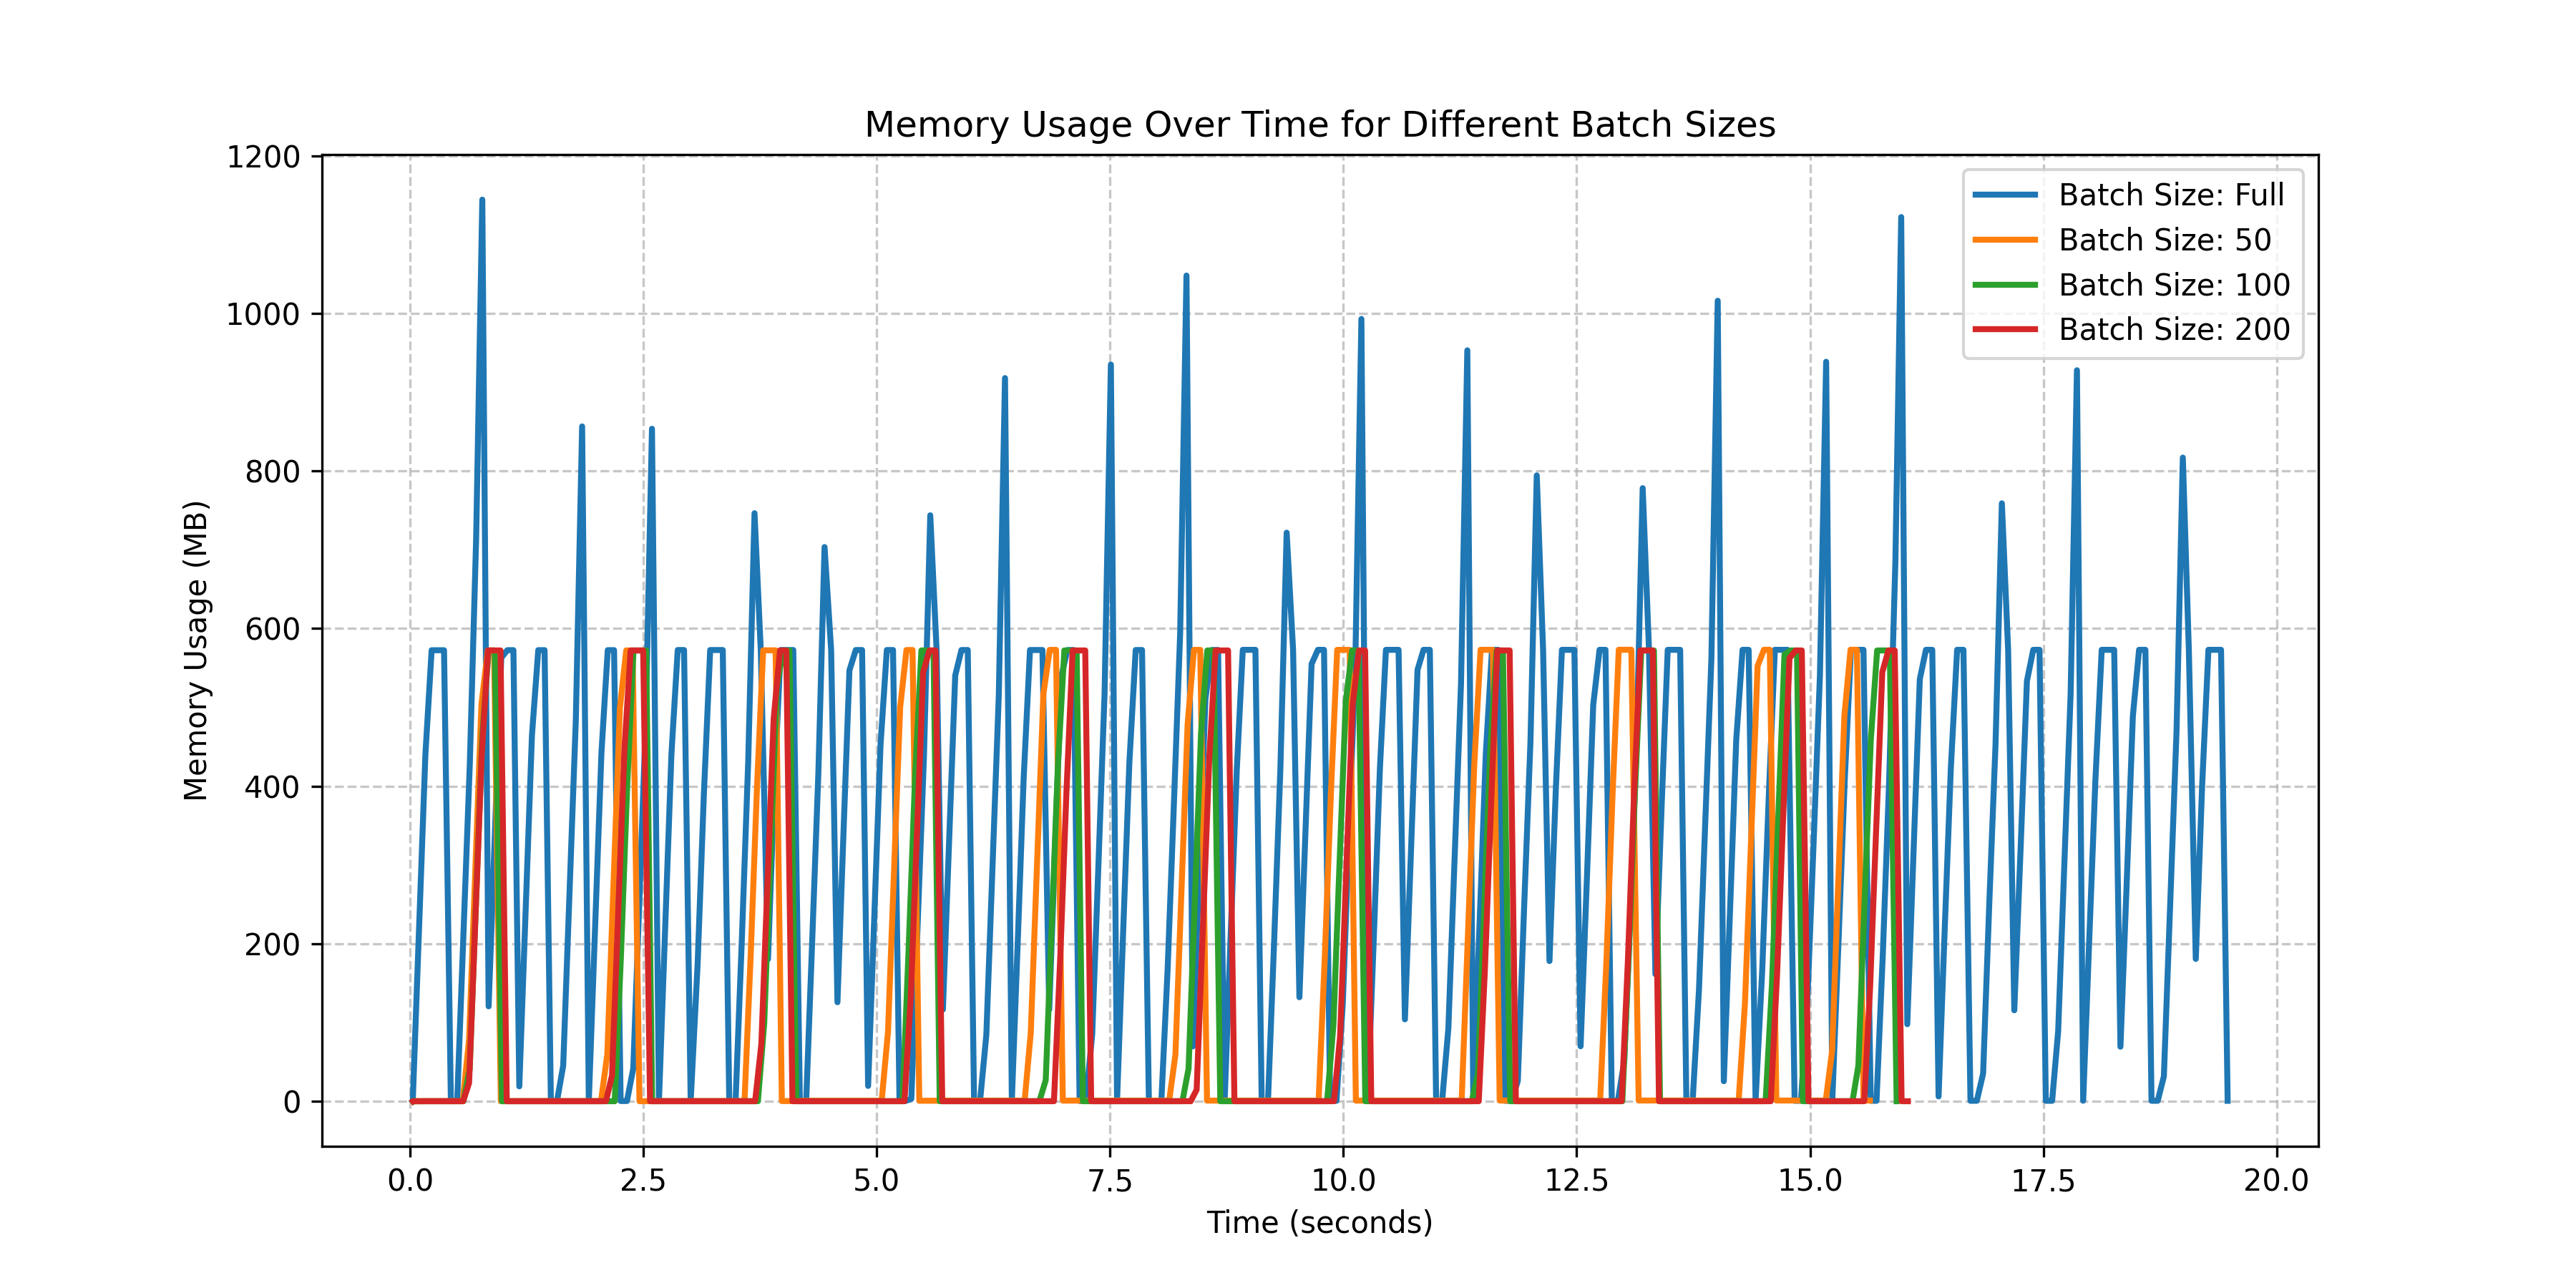 Memory Usage Over Time for Different Batch Sizes
1200
1000
800
600
400
200
0
Memory Usage (MB)
Batch Size: Full
Batch Size: 50
Batch Size: 100
Batch Size: 200
0.0 2.5 5.0 7.5 10.0 12.5 15.0 17.5 20.0
Time (seconds)